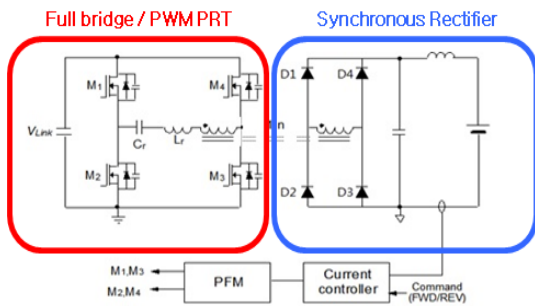 Full bridge / PWM PRT
Synchronous Rectifier
M1
M4
D1
D4
VLink
Cr
Lr
M2
M3
D2
D3
M1,M3
M2,M4
PFM
Current
controller
Command
(FWD/REV)